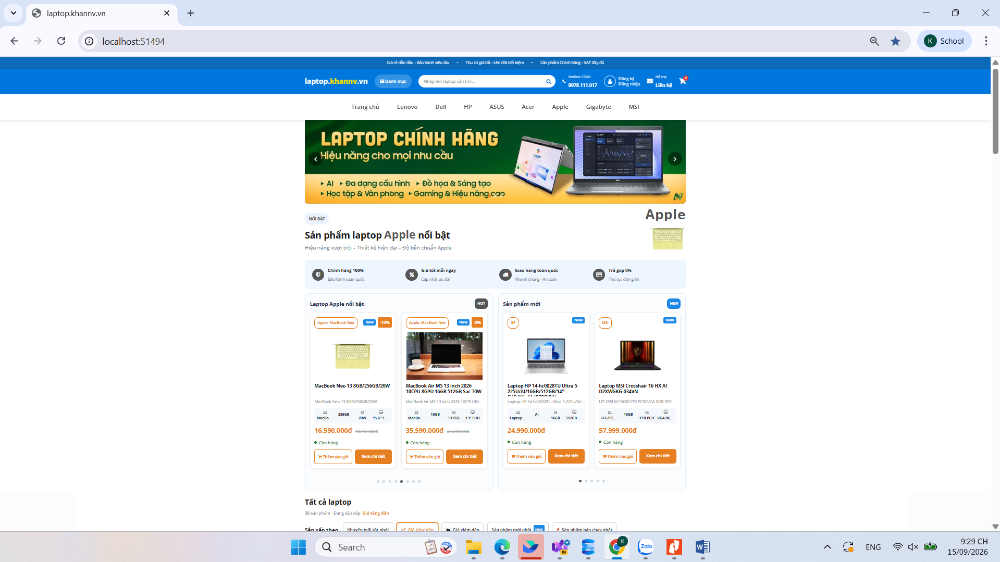 laptop.khannv.vn
localhost:51494
School
Giá rẻ dẫn đầu - Bảo hành siêu lâu • Thu cũ giá tốt - Lên đời tiết kiệm • Sản phẩm Chính hãng - VAT đầy đủ
laptop.khannv.vn
Danh mục
Nhập tên laptop cần tìm...
Hotline CSKH
0978.111.017
Đăng ký
Đăng nhập
Hỗ trợ
Liên hệ
2
Trang chủ Lenovo Dell HP ASUS Acer Apple Gigabyte MSI
LAPTOP CHÍNH HÃNG
Hiệu năng cho mọi nhu cầu
AI Đa dạng cấu hình Đồ họa & Sáng tạo
Học tập & Văn phòng Gaming & Hiệu năng cao
Copilot
DELL
NỔI BẬT
Sản phẩm laptop Apple nổi bật
Hiệu năng vượt trội – Thiết kế hiện đại – Độ bền chuẩn Apple
Apple
Chính hãng 100%
Bảo hành toàn quốc
Giá tốt mỗi ngày
Cập nhật ưu đãi
Giao hàng toàn quốc
Nhanh chóng - An toàn
Trả góp 0%
Thủ tục đơn giản
Laptop Apple nổi bật
HOT
Apple: MacBook Neo
New
-12%
MacBook Neo 13 8GB/256GB/20W
MacBook Neo 13 8GB/256GB/20W
MacBo... 256GB 20W 15.6" F...
16.590.000đ 18.790.000đ
Còn hàng
Thêm vào giỏ
Xem chi tiết
Apple: MacBook Neo
New
-5%
MacBook Air M5 13 inch 2026
10CPU 8GPU 16GB 512GB Sạc 70W
MacBook Air M5 13 inch 2026 10CPU 8G...
MacBo... 16GB 512GB 13" FHD
35.590.000đ 37.590.000đ
Còn hàng
Thêm vào giỏ
Xem chi tiết
Sản phẩm mới
NEW
HP
New
Laptop HP 14-hc0028TU Ultra 5
225U/AI/16GB/512GB/14"...
Laptop HP 14-hc0028TU Ultra 5 225U/AI/...
Laptop ... AI 16GB 512GB ...
24.990.000đ
Còn hàng
Thêm vào giỏ
Xem chi tiết
MSI
New
Laptop MSI Crosshair 16 HX AI
D2XWGKG-034VN
U7-255HX/16GB/1TB PCIE/VGA 8GB RTX...
U7-255... 16GB 1TB PCIE VGA 8G...
57.999.000đ
Còn hàng
Thêm vào giỏ
Xem chi tiết
Tất cả laptop
38 sản phẩm · Đang sắp xếp: Giá tăng dần
Sắp xếp theo
Khuyến mãi tốt nhất
Giá tăng dần
Giá giảm dần
Sản phẩm mới nhất NEW
Sản phẩm bán chạy nhất
Search
IN
K
Zalo
ENG
9:29 CH
15/09/2026